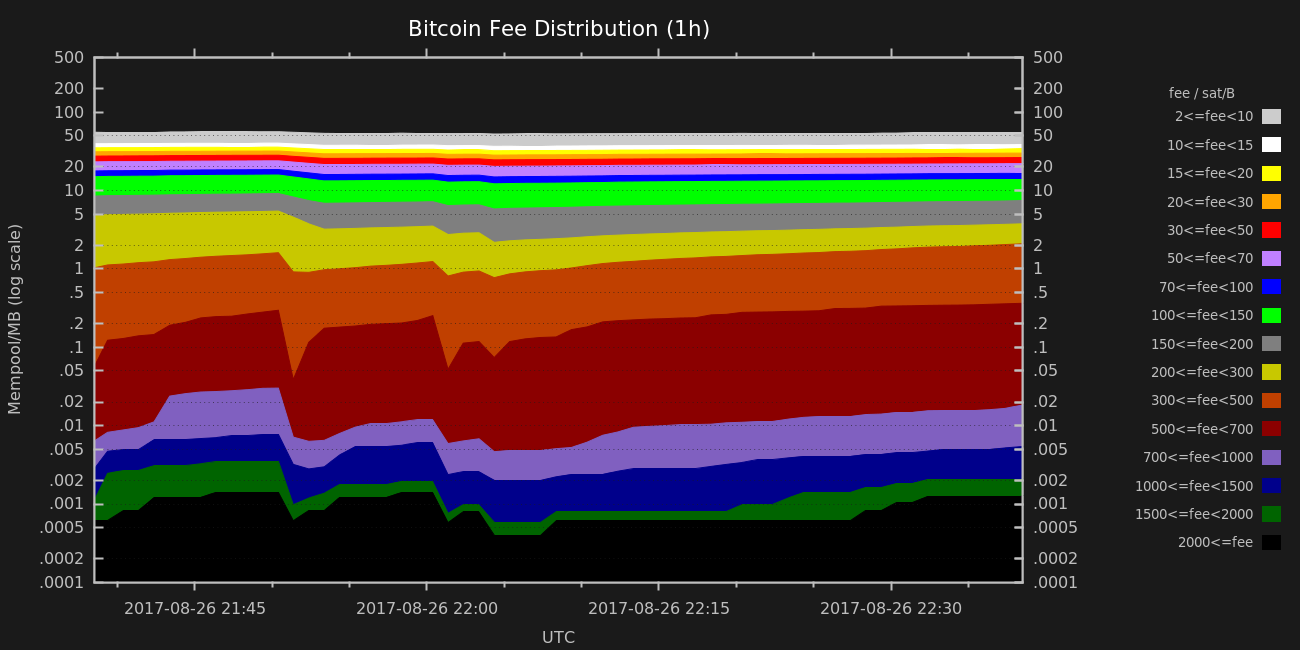 Bitcoin Fee Distribution (1h)
500 500
200 200
100 100
50 50
20 20
10 10
5 5
2 2
1 1
.5 .5
.2 .2
.1 .1
.05 .05
.02 .02
.01 .01
.005 .005
.002 .002
.001 .001
.0005 .0005
.0002 .0002
.0001 .0001
Mempool/MB (log scale)
2017-08-26 21:45 2017-08-26 22:00 2017-08-26 22:15 2017-08-26 22:30
UTC
fee / sat/B
2<=fee<10
10<=fee<15
15<=fee<20
20<=fee<30
30<=fee<50
50<=fee<70
70<=fee<100
100<=fee<150
150<=fee<200
200<=fee<300
300<=fee<500
500<=fee<700
700<=fee<1000
1000<=fee<1500
1500<=fee<2000
2000<=fee